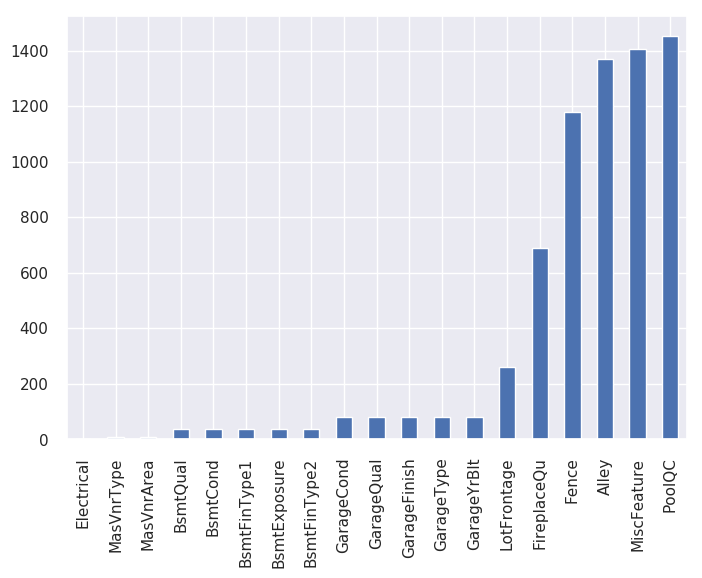 1400
1200
1000
800
600
400
200
0
Electrical
MasVnrType
MasVnrArea
BsmtQual
BsmtCond
BsmtFinType1
BsmtExposure
BsmtFinType2
GarageCond
GarageQual
GarageFinish
GarageType
GarageYrBlt
LotFrontage
FireplaceQu
Fence
Alley
MiscFeature
PoolQC